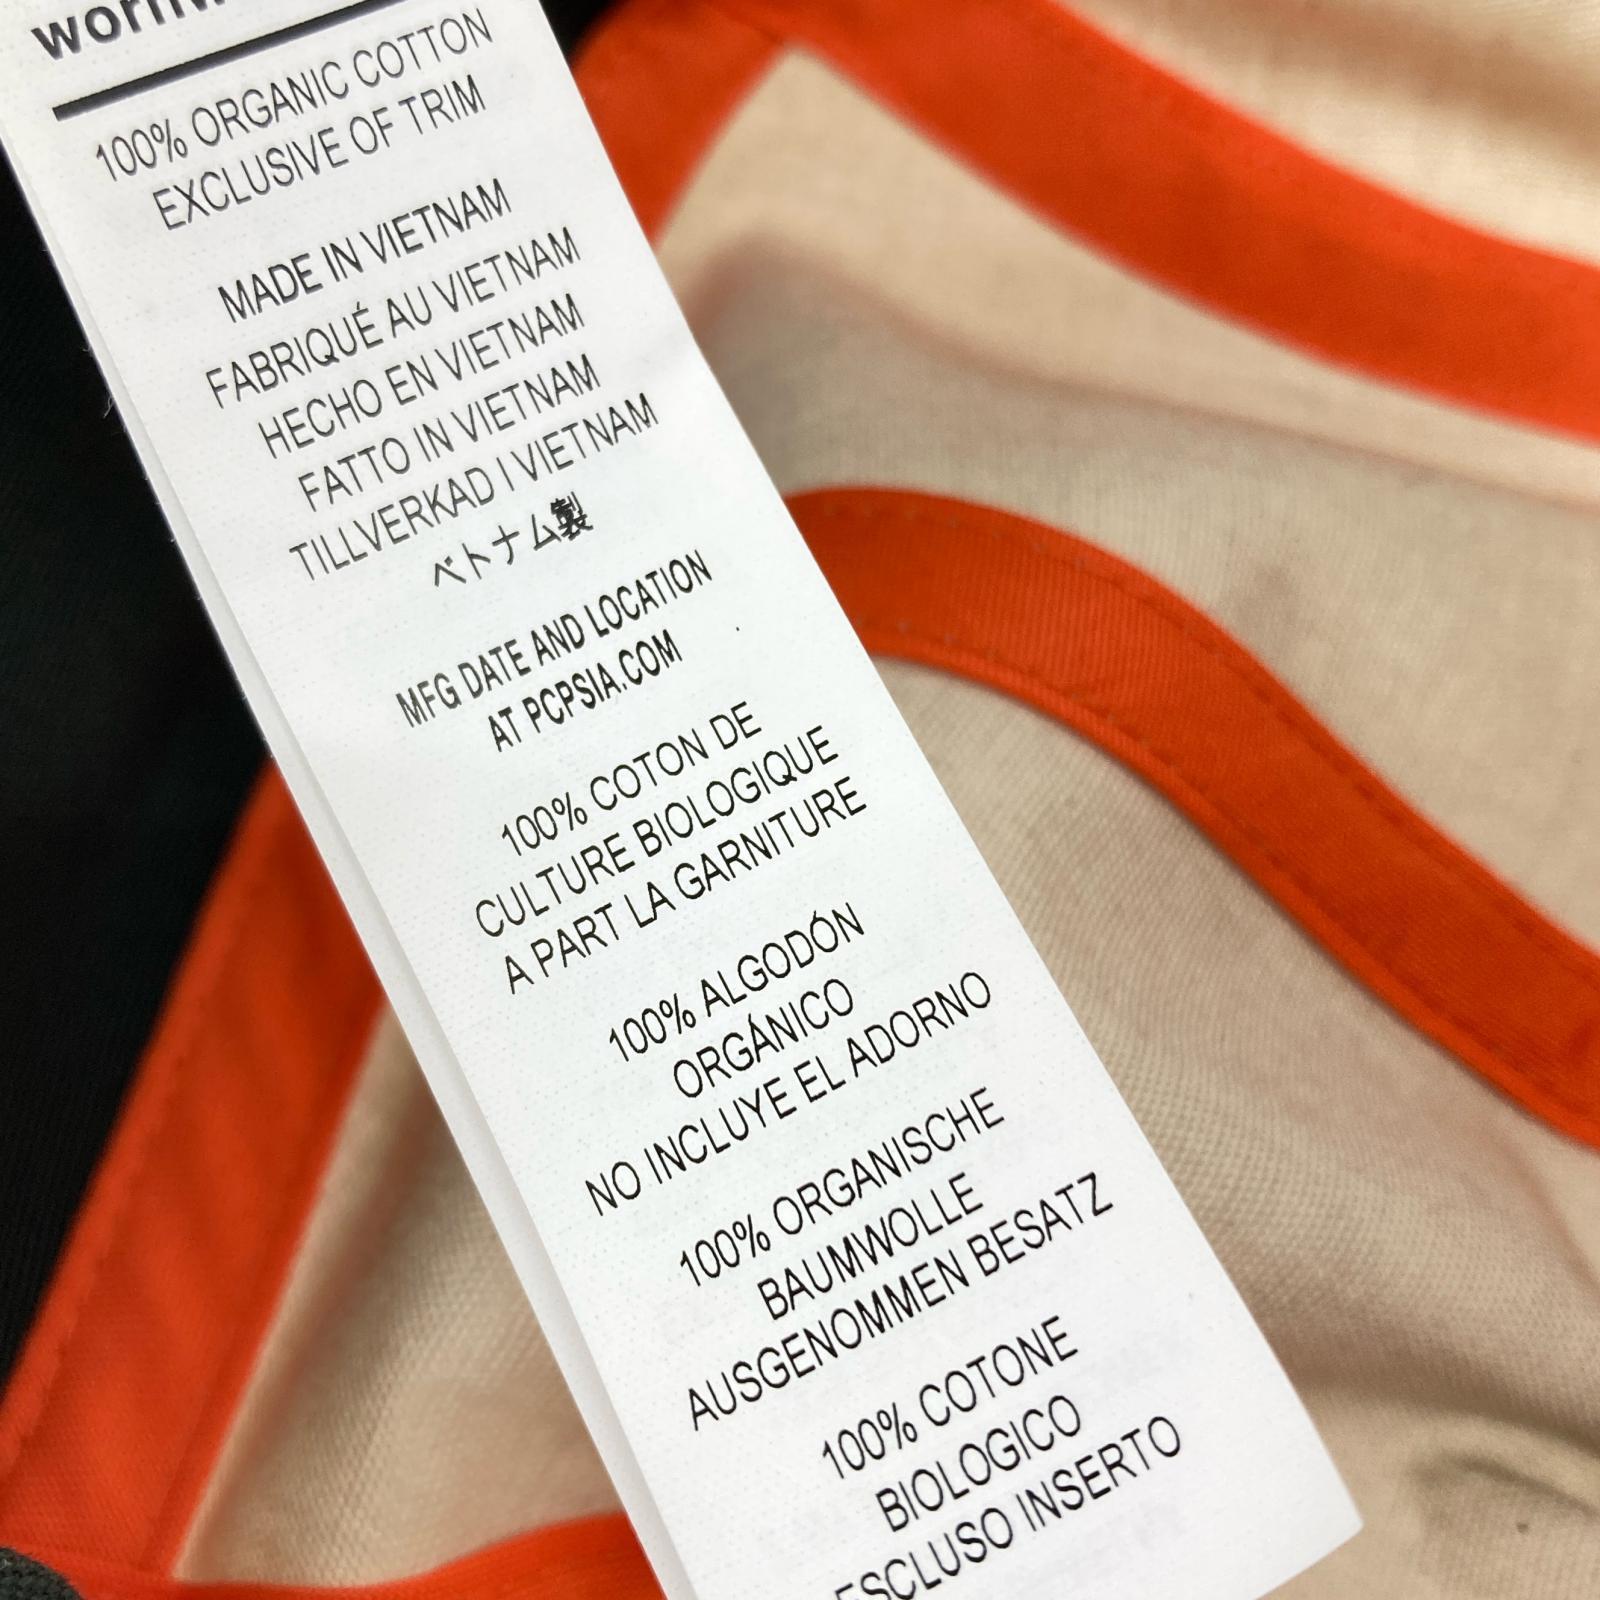 100% ORGANIC COTTON
EXCLUSIVE OF TRIM
MADE IN VIETNAM
FABRIQUÉ AU VIETNAM
HECHO EN VIETNAM
FATTO IN VIETNAM
TILLVERKAD I VIETNAM
ベトナム製
MFG DATE AND LOCATION
AT PCPSIA.COM
100% COTON DE
CULTURE BIOLOGIQUE
A PART LA GARNITURE
100% ALGODÓN
ORGÁNICO
NO INCLUYE EL ADORNO
100% ORGANISCHE
BAUMWOLLE
AUSGENOMMEN BESATZ
100% COTONE
BIOLOGICO
ESCLUSO INSERTO